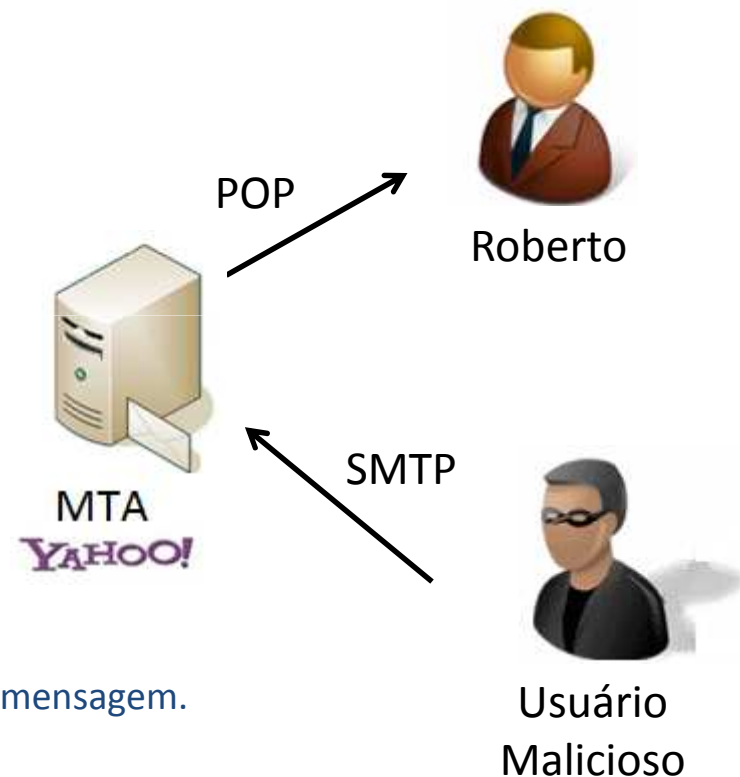 POP
Roberto
SMTP
MTA
YAHOO!
mensagem.
Usuário
Malicioso